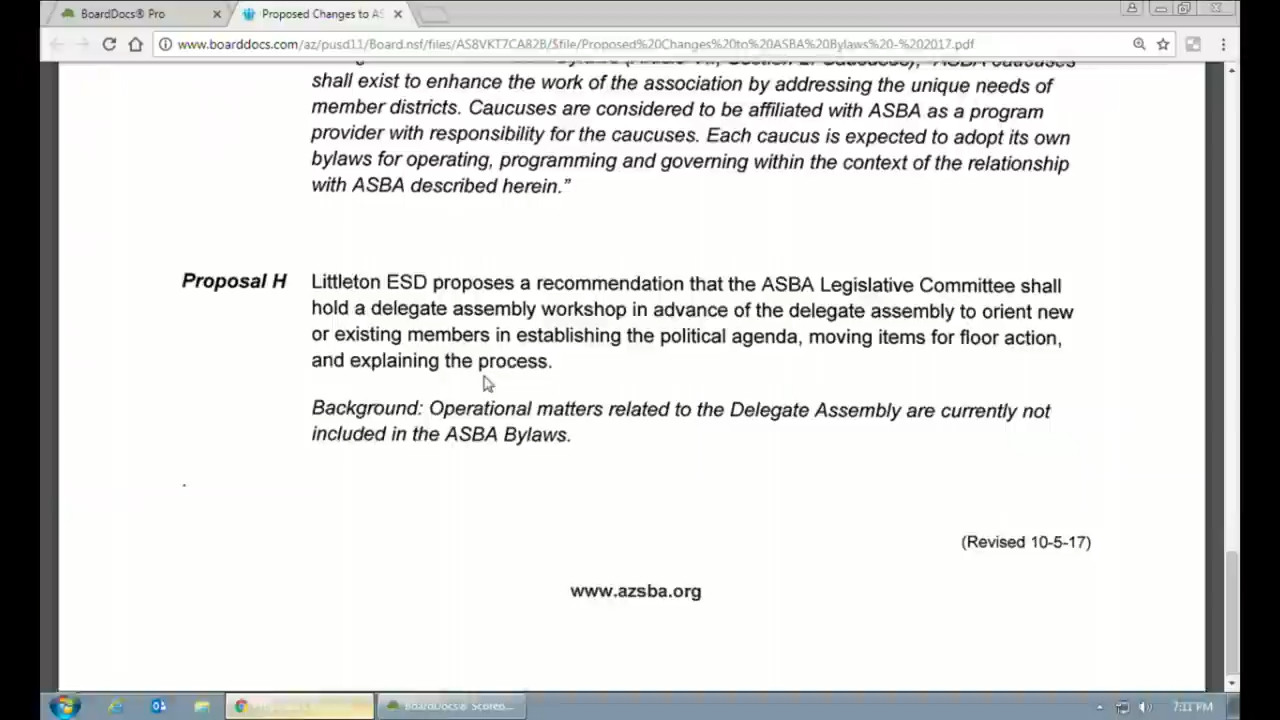 BoardDocs® Pro
Proposed Changes to AS
www.boarddocs.com/az/pusd11/Board.nsf/files/AS8VKT7CA82B/$file/Proposed%20Changes%20to%20ASBA%20Bylaws%20-%202017.pdf
shall exist to enhance the work of the association by addressing the unique needs of
member districts. Caucuses are considered to be affiliated with ASBA as a program
provider with responsibility for the caucuses. Each caucus is expected to adopt its own
bylaws for operating, programming and governing within the context of the relationship
with ASBA described herein.”
Proposal H Littleton ESD proposes a recommendation that the ASBA Legislative Committee shall
hold a delegate assembly workshop in advance of the delegate assembly to orient new
or existing members in establishing the political agenda, moving items for floor action,
and explaining the process.
Background: Operational matters related to the Delegate Assembly are currently not
included in the ASBA Bylaws.
.
(Revised 10-5-17)
www.azsba.org
BoardDocs® Scoreb...
7:11 PM